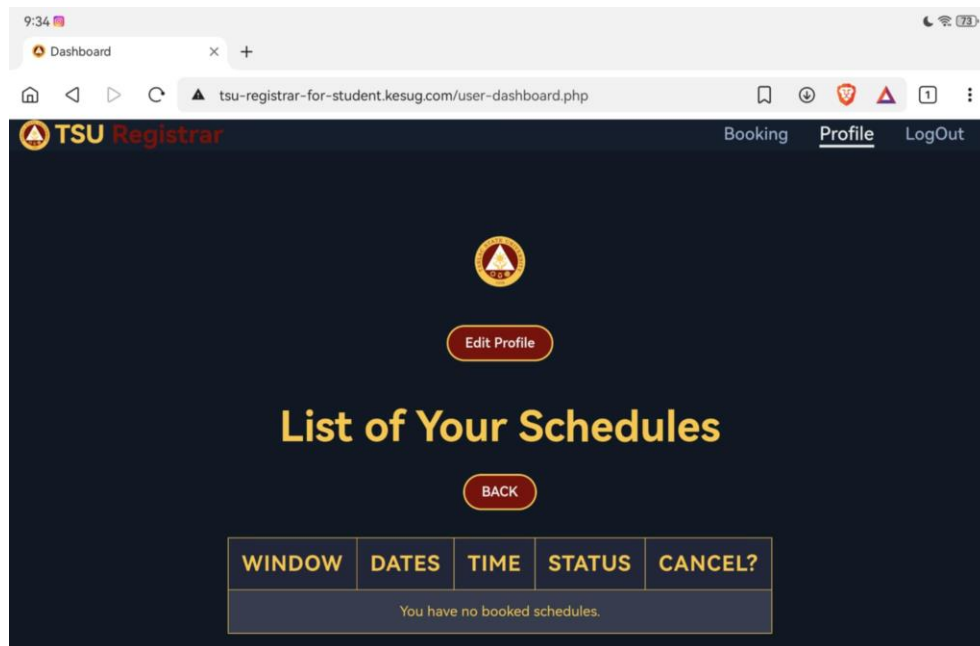 9:34
73
Dashboard
tsu-registrar-for-student.kesug.com/user-dashboard.php
1
TSU Registrar
Booking Profile LogOut
Edit Profile
List of Your Schedules
BACK
WINDOW DATES TIME STATUS CANCEL?
You have no booked schedules.